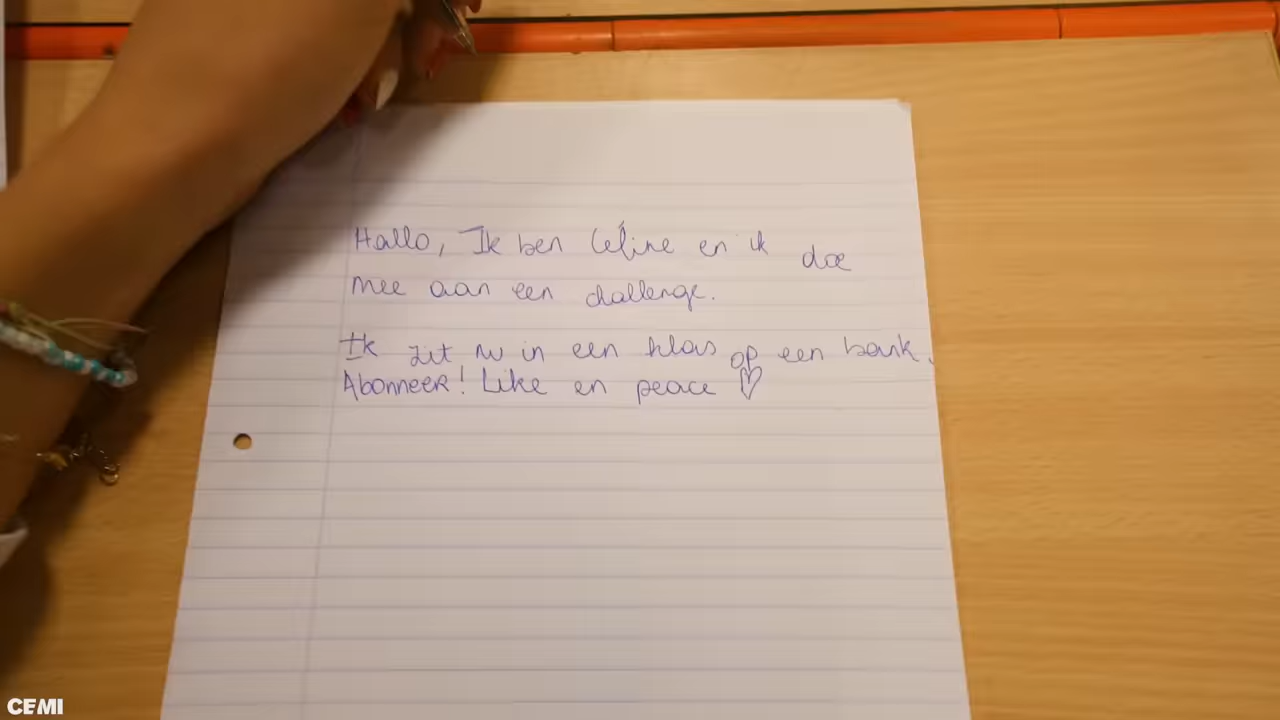 Hallo, Ik ben Céline en ik doe
mee aan een challenge.
Ik zit nu in een klas op een bank.
Abonneer! Like en peace ♡
CEMI